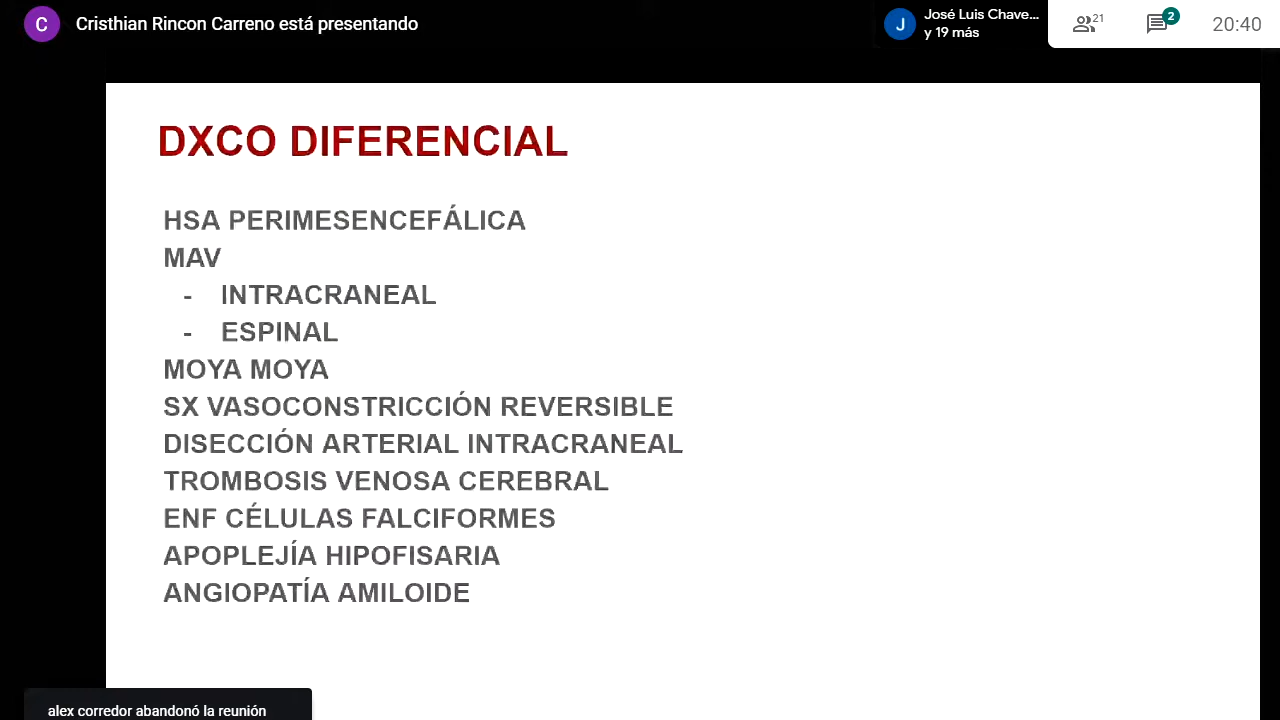 C
Cristhian Rincon Carreno está presentando
J
José Luis Chave...
y 19 más
21
2
20:40
DXCO DIFERENCIAL
HSA PERIMESENCEFÁLICA
MAV
- INTRACRANEAL
- ESPINAL
MOYA MOYA
SX VASOCONSTRICCIÓN REVERSIBLE
DISECCIÓN ARTERIAL INTRACRANEAL
TROMBOSIS VENOSA CEREBRAL
ENF CÉLULAS FALCIFORMES
APOPLEJÍA HIPOFISARIA
ANGIOPATÍA AMILOIDE
alex corredor abandonó la reunión